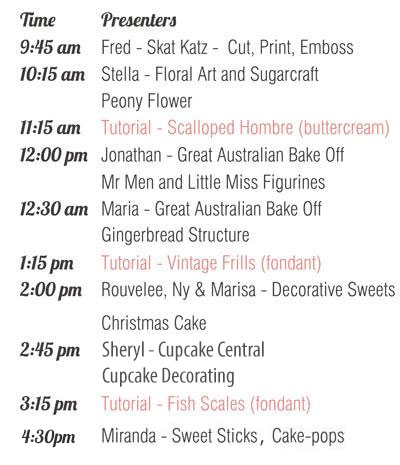 Time Presenters
9:45 am Fred - Skat Katz - Cut, Print, Emboss
10:15 am Stella - Floral Art and Sugarcraft
Peony Flower
11:15 am Tutorial - Scalloped Hombre (buttercream)
12:00 pm Jonathan - Great Australian Bake Off
Mr Men and Little Miss Figurines
12:30 am Maria - Great Australian Bake Off
Gingerbread Structure
1:15 pm Tutorial - Vintage Frills (fondant)
2:00 pm Rouvelee, Ny & Marisa - Decorative Sweets
Christmas Cake
2:45 pm Sheryl - Cupcake Central
Cupcake Decorating
3:15 pm Tutorial - Fish Scales (fondant)
4:30pm Miranda - Sweet Sticks, Cake-pops